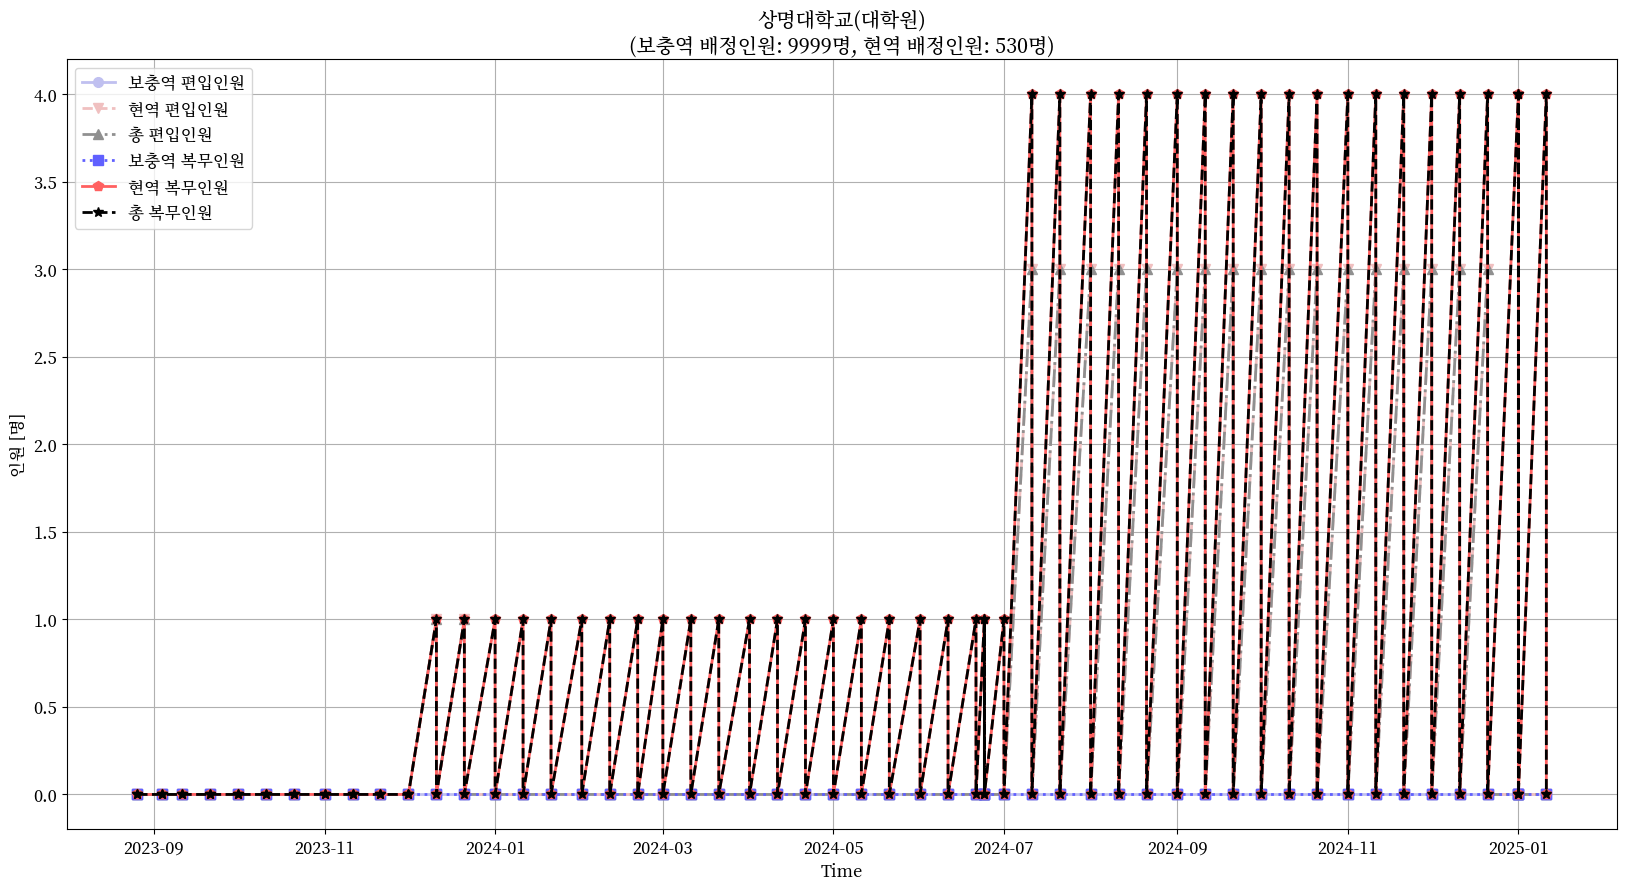 상명대학교(대학원)
(보충역 배정인원: 9999명, 현역 배정인원: 530명)
보충역 편입인원
현역 편입인원
총 편입인원
보충역 복무인원
현역 복무인원
총 복무인원
인원 [명]
4.0
3.5
3.0
2.5
2.0
1.5
1.0
0.5
0.0
2023-09 2023-11 2024-01 2024-03 2024-05 2024-07 2024-09 2024-11 2025-01
Time